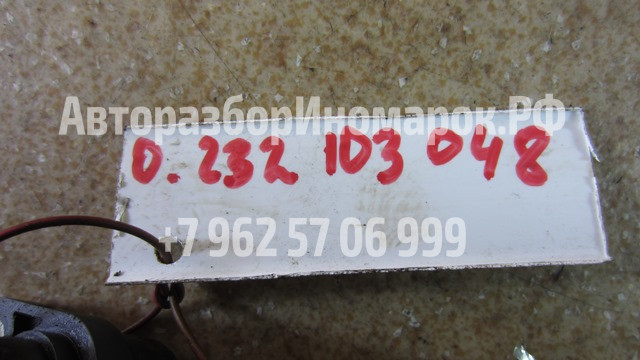 АвторазборИномарок.РФ
0.232 103 048
+7 962 57 06 999